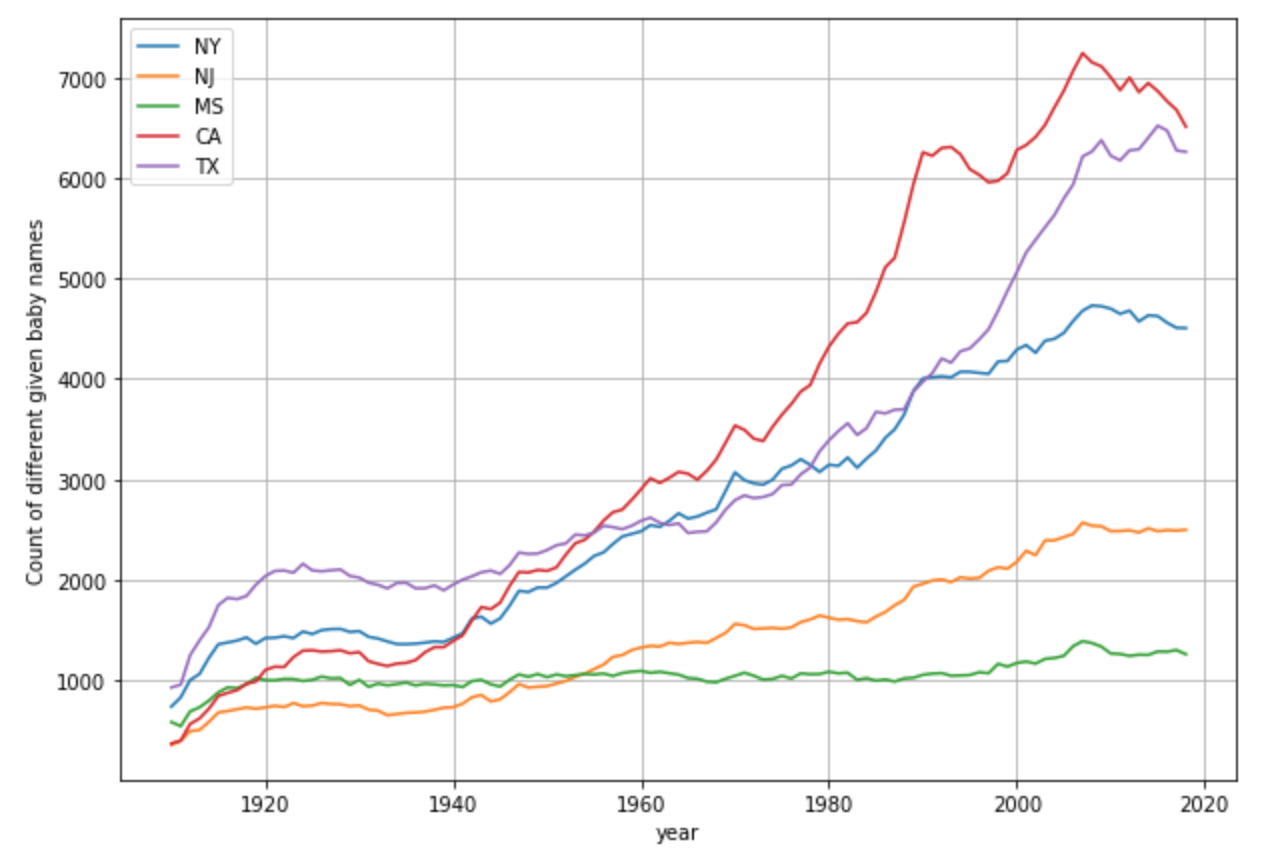 NY
NJ
MS
CA
TX
7000
6000
5000
4000
3000
2000
1000
Count of different given baby names
1920 1940 1960 1980 2000 2020
year